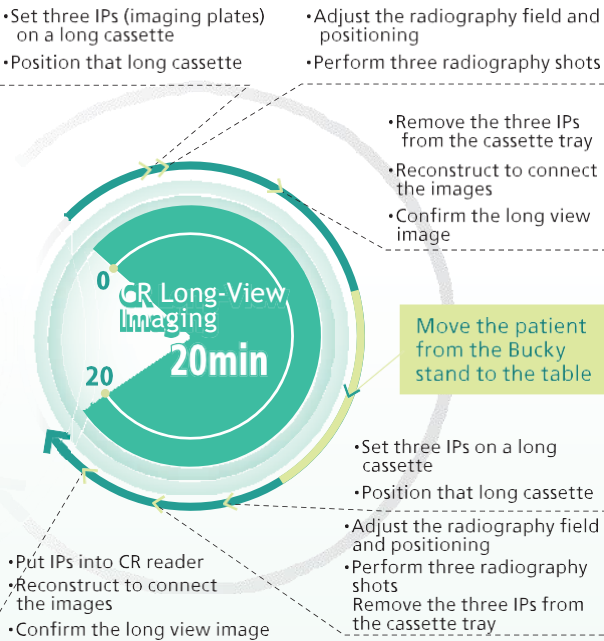 •Set three IPs (imaging plates)
on a long cassette
•Position that long cassette
•Adjust the radiography field and
positioning
•Perform three radiography shots
•Remove the three IPs
from the cassette tray
•Reconstruct to connect
the images
•Confirm the long view
image
0
CR Long-View
Imaging
20min
20
Move the patient
from the Bucky
stand to the table
•Set three IPs on a long
cassette
•Position that long cassette
•Adjust the radiography field
and positioning
•Perform three radiography
shots
Remove the three IPs from
the cassette tray
•Put IPs into CR reader
•Reconstruct to connect
the images
•Confirm the long view image